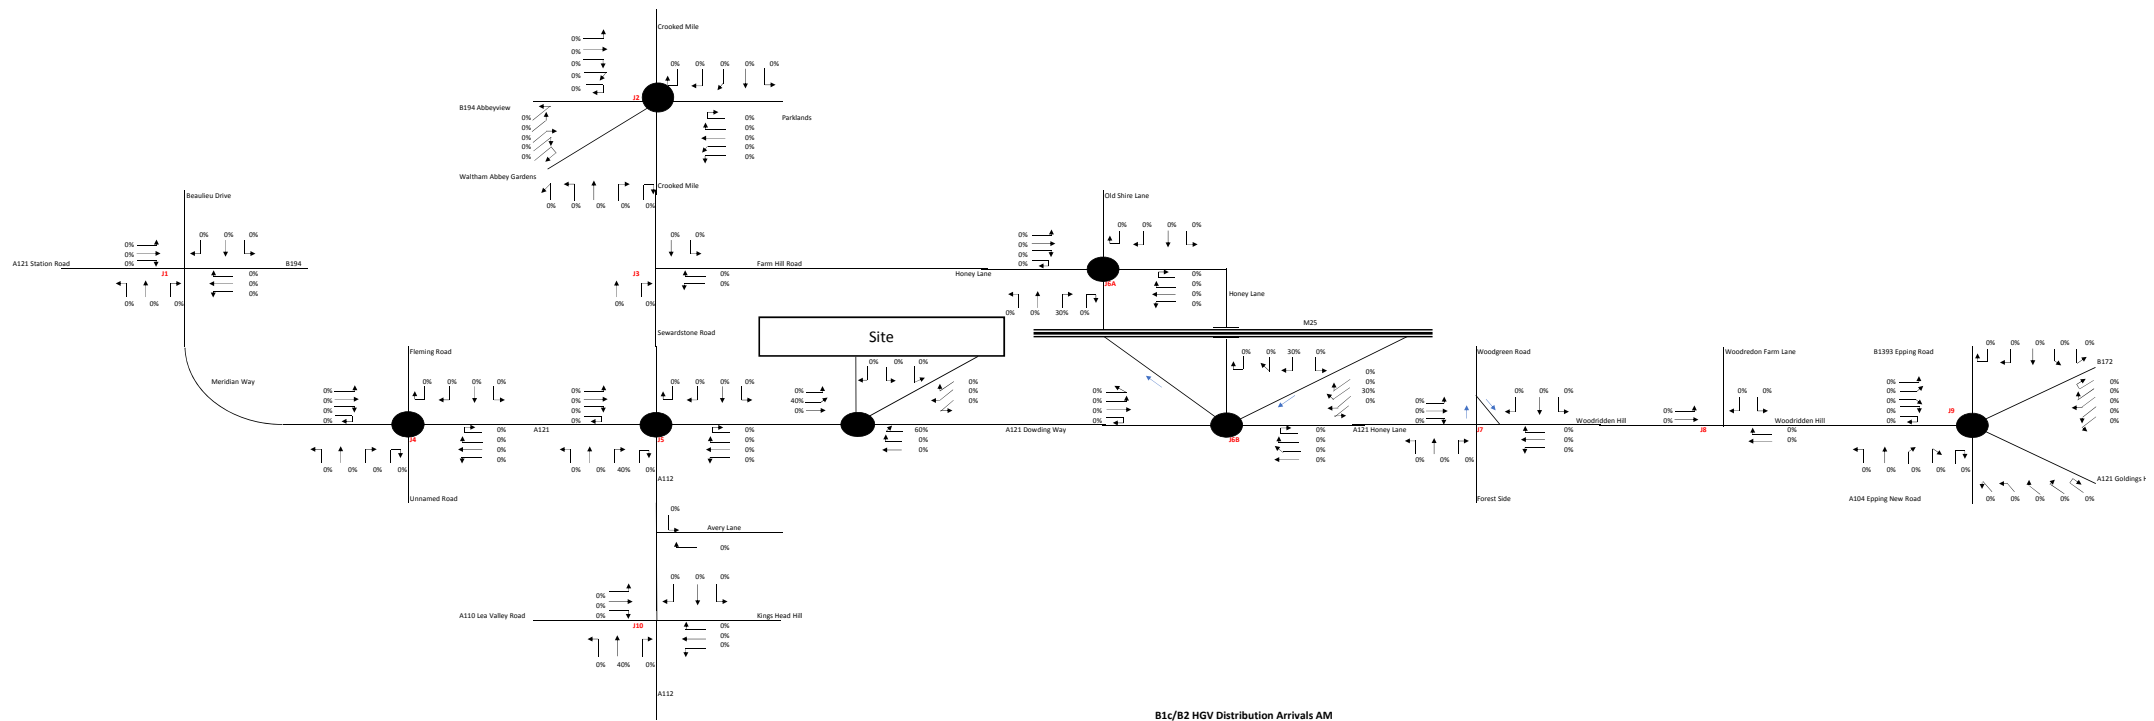 Crooked Mile
0%
0%
0%
0%
0%
0% 0% 0% 0% 0%
J2
B194 Abbeyview
Parklands
0%
0%
0%
0%
0%
0%
0%
0%
0%
0%
Waltham Abbey Gardens
Crooked Mile
0% 0% 0% 0% 0%
Beaulieu Drive
0% 0% 0%
0%
0%
0%
A121 Station Road
B194
J1
0%
0%
0%
0% 0% 0%
0% 0%
J3
Farm Hill Road
0%
0%
0% 0%
Old Shire Lane
0% 0% 0% 0%
0%
0%
0%
0%
Honey Lane
J6A
0%
0%
0%
0%
Honey Lane
0% 0% 30% 0%
Sewardstone Road
Site
M25
Meridian Way
Fleming Road
0% 0% 0% 0%
0%
0%
0%
0%
J4
A121
0%
0%
0%
0%
0% 0% 0% 0%
Unnamed Road
0% 0% 0% 0%
0%
0%
0%
0%
J5
0%
0%
0%
0%
0% 0% 40% 0%
A112
0% 0% 0%
0%
0%
0%
0%
40%
0%
60%
0%
0%
A121 Dowding Way
0% 0% 30% 0%
0%
0%
30%
0%
0%
0%
0%
0%
J6B
0%
0%
0%
0%
A121 Honey Lane
Woodgreen Road
0% 0% 0%
0%
0%
0%
J7
Woodridden Hill
0%
0%
0%
0% 0% 0%
Forest Side
Woodredon Farm Lane
0% 0%
0%
0%
J8
Woodridden Hill
0%
0%
B1393 Epping Road
0% 0% 0% 0% 0%
B172
0%
0%
0%
0%
0%
J9
0%
0%
0%
0%
0%
0% 0% 0% 0% 0%
A104 Epping New Road
0% 0% 0% 0% 0%
A121 Goldings H
0%
Avery Lane
0%
0% 0% 0%
0%
0%
0%
A110 Lea Valley Road
Kings Head Hill
J10
0%
0%
0%
0% 40% 0%
A112
B1c/B2 HGV Distribution Arrivals AM